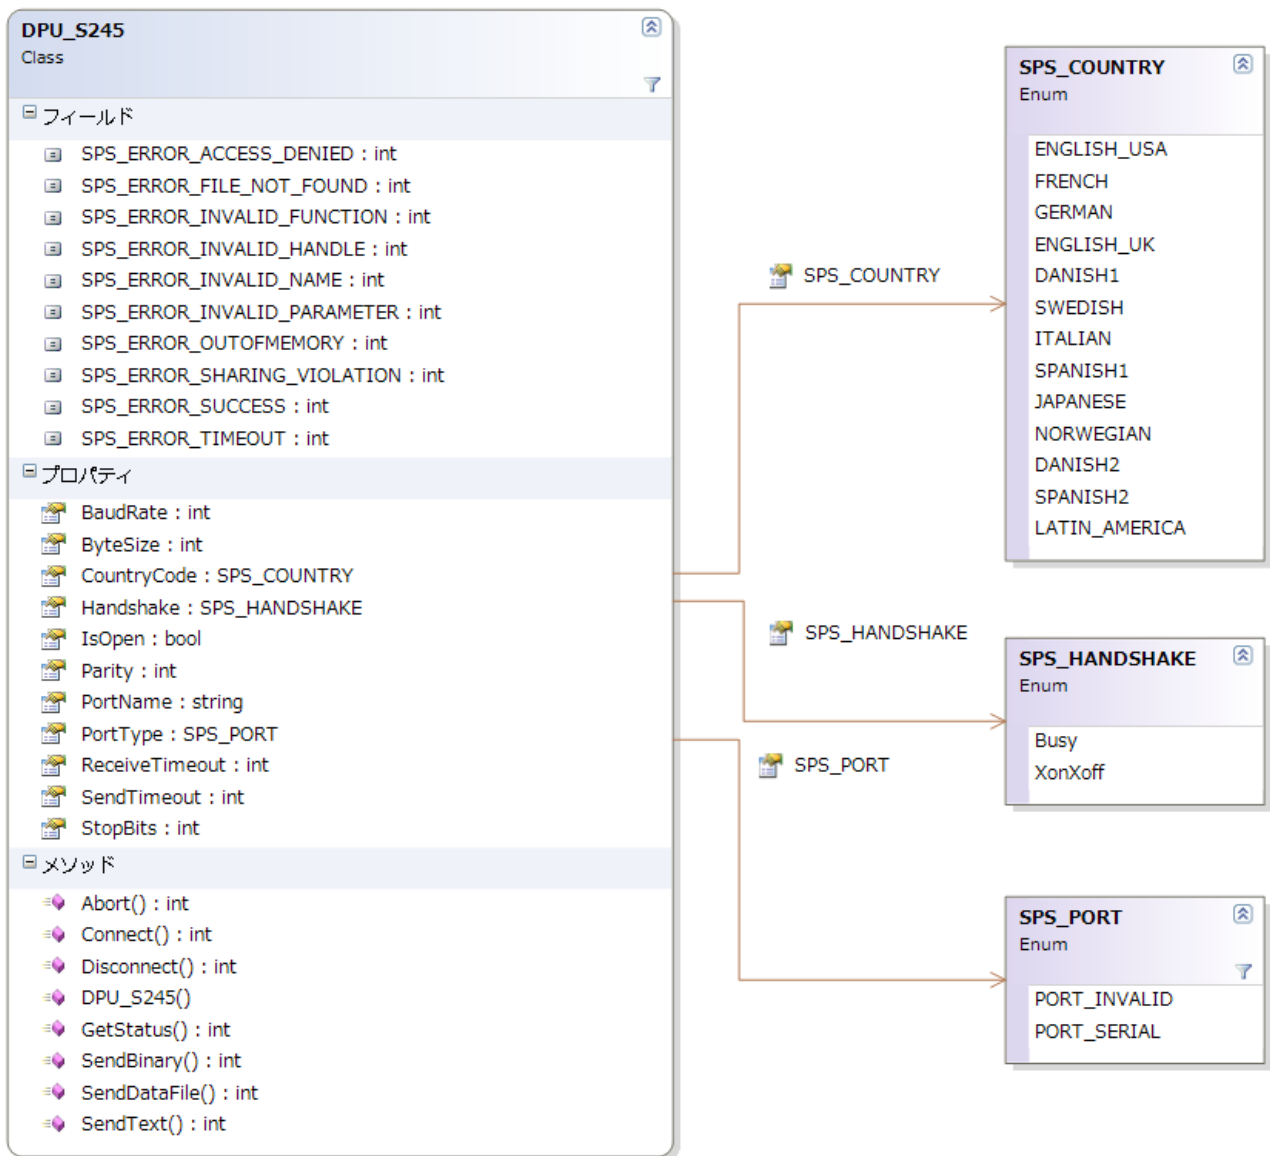 DPU_S245
Class
フィールド
SPS_ERROR_ACCESS_DENIED : int
SPS_ERROR_FILE_NOT_FOUND : int
SPS_ERROR_INVALID_FUNCTION : int
SPS_ERROR_INVALID_HANDLE : int
SPS_ERROR_INVALID_NAME : int
SPS_ERROR_INVALID_PARAMETER : int
SPS_ERROR_OUTOFMEMORY : int
SPS_ERROR_SHARING_VIOLATION : int
SPS_ERROR_SUCCESS : int
SPS_ERROR_TIMEOUT : int
プロパティ
BaudRate : int
ByteSize : int
CountryCode : SPS_COUNTRY
Handshake : SPS_HANDSHAKE
IsOpen : bool
Parity : int
PortName : string
PortType : SPS_PORT
ReceiveTimeout : int
SendTimeout : int
StopBits : int
メソッド
Abort() : int
Connect() : int
Disconnect() : int
DPU_S245()
GetStatus() : int
SendBinary() : int
SendDataFile() : int
SendText() : int
SPS_COUNTRY
SPS_HANDSHAKE
SPS_PORT
SPS_COUNTRY
Enum
ENGLISH_USA
FRENCH
GERMAN
ENGLISH_UK
DANISH1
SWEDISH
ITALIAN
SPANISH1
JAPANESE
NORWEGIAN
DANISH2
SPANISH2
LATIN_AMERICA
SPS_HANDSHAKE
Enum
Busy
XonXoff
SPS_PORT
Enum
PORT_INVALID
PORT_SERIAL